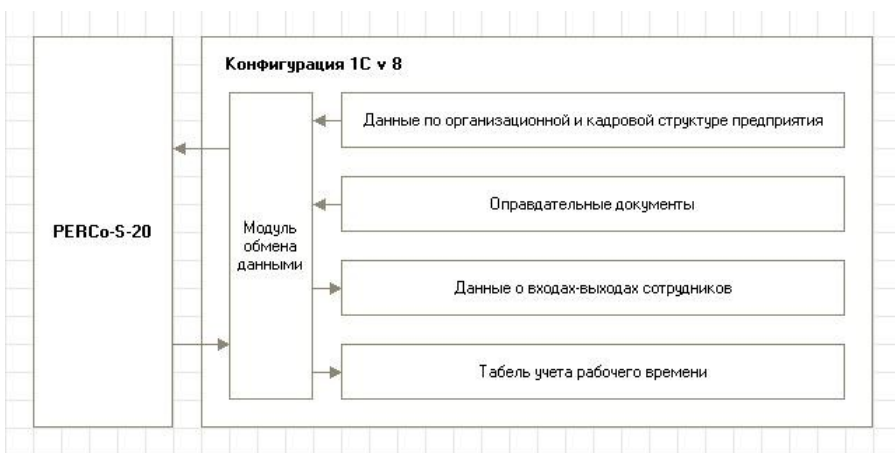 Конфигурация 1С v 8
Данные по организационной и кадровой структуре предприятия
Оправдательные документы
PERCo-S-20
Модуль
обмена
данными
Данные о входах-выходах сотрудников
Табель учета рабочего времени